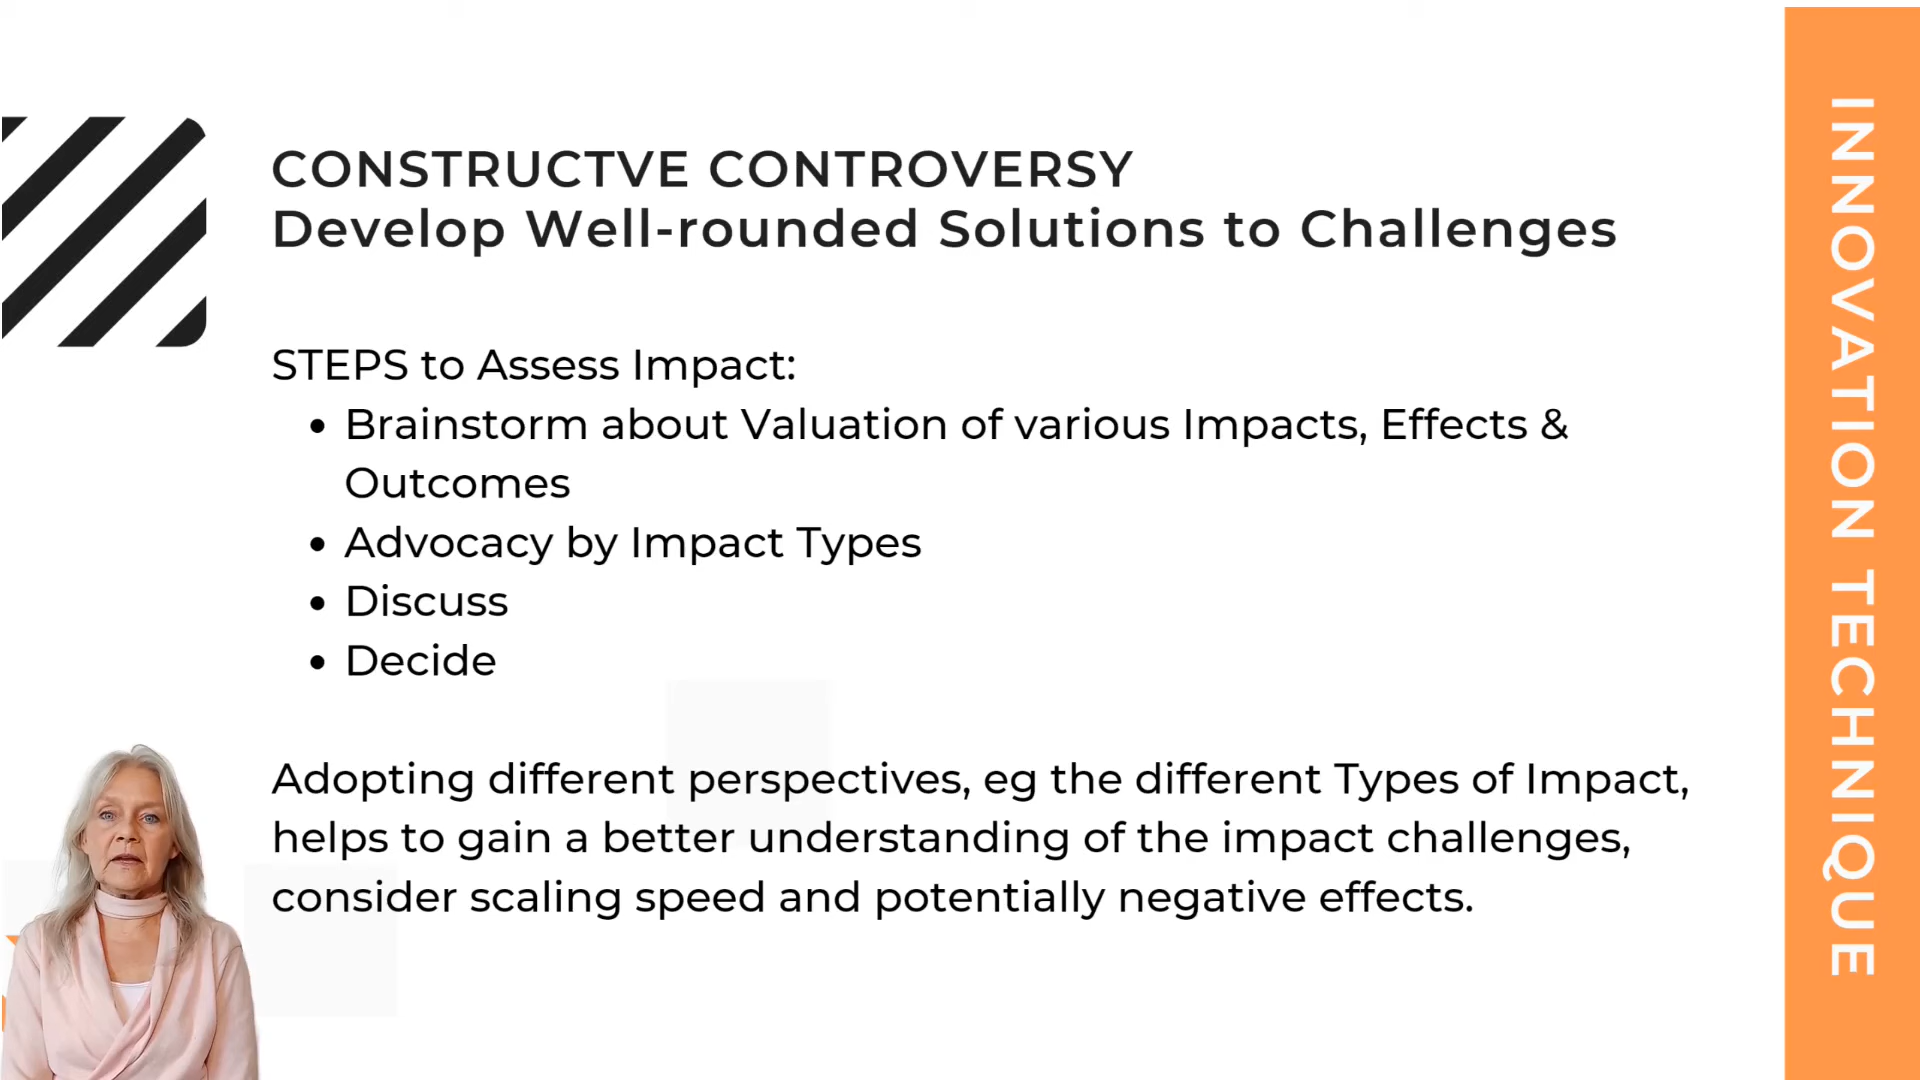 CONSTRUCTVE CONTROVERSY
Develop Well-rounded Solutions to Challenges
STEPS to Assess Impact:
• Brainstorm about Valuation of various Impacts, Effects &
Outcomes
• Advocacy by Impact Types
• Discuss
• Decide
Adopting different perspectives, eg the different Types of Impact,
helps to gain a better understanding of the impact challenges,
consider scaling speed and potentially negative effects.
INNOVATION TECHNIQUE